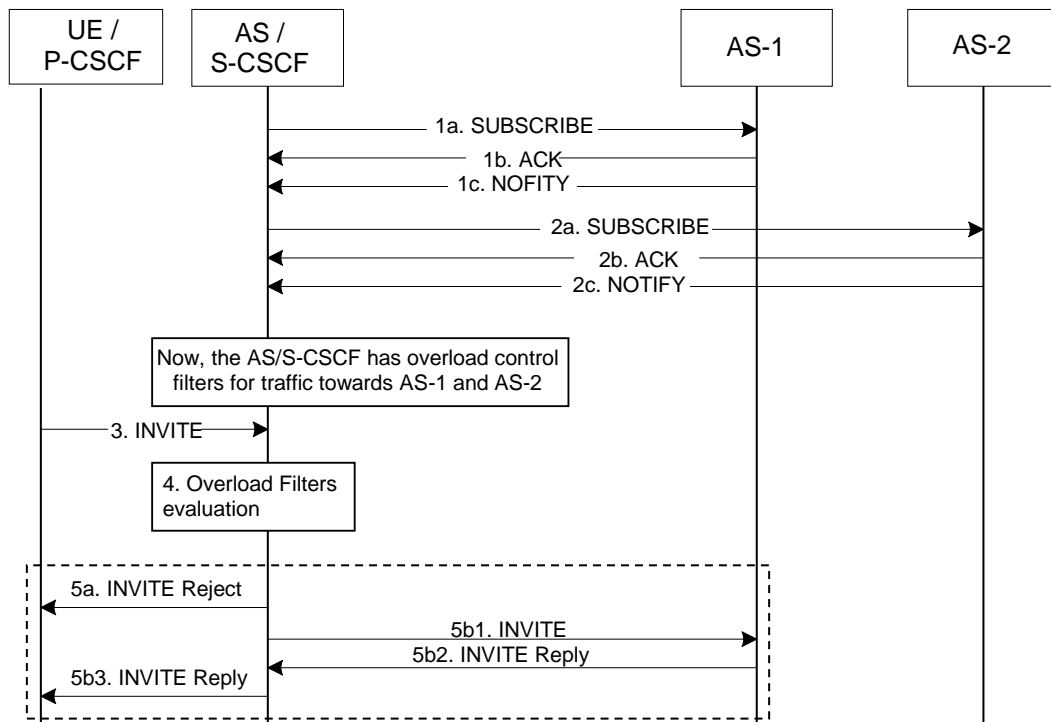 UE /
P-CSCF
AS /
S-CSCF
AS-1
AS-2
1a. SUBSCRIBE
1b. ACK
1c. NOFITY
2a. SUBSCRIBE
2b. ACK
2c. NOTIFY
Now, the AS/S-CSCF has overload control
filters for traffic towards AS-1 and AS-2
3. INVITE
4. Overload Filters
evaluation
5a. INVITE Reject
5b1. INVITE
5b2. INVITE Reply
5b3. INVITE Reply